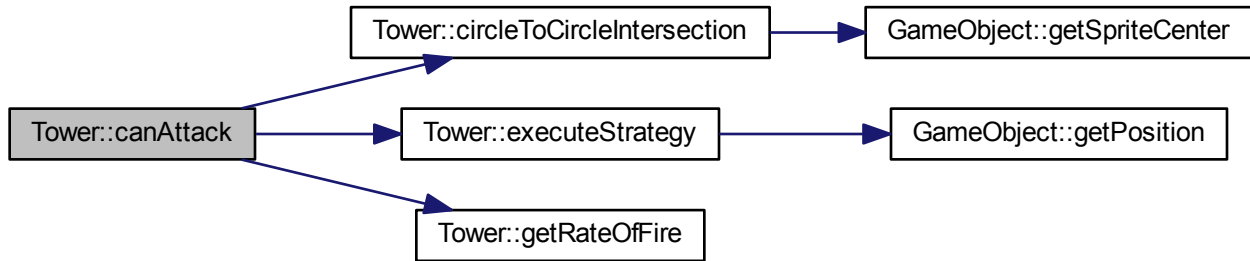 Tower::canAttack
Tower::circleToCircleIntersection
GameObject::getSpriteCenter
Tower::executeStrategy
GameObject::getPosition
Tower::getRateOfFire